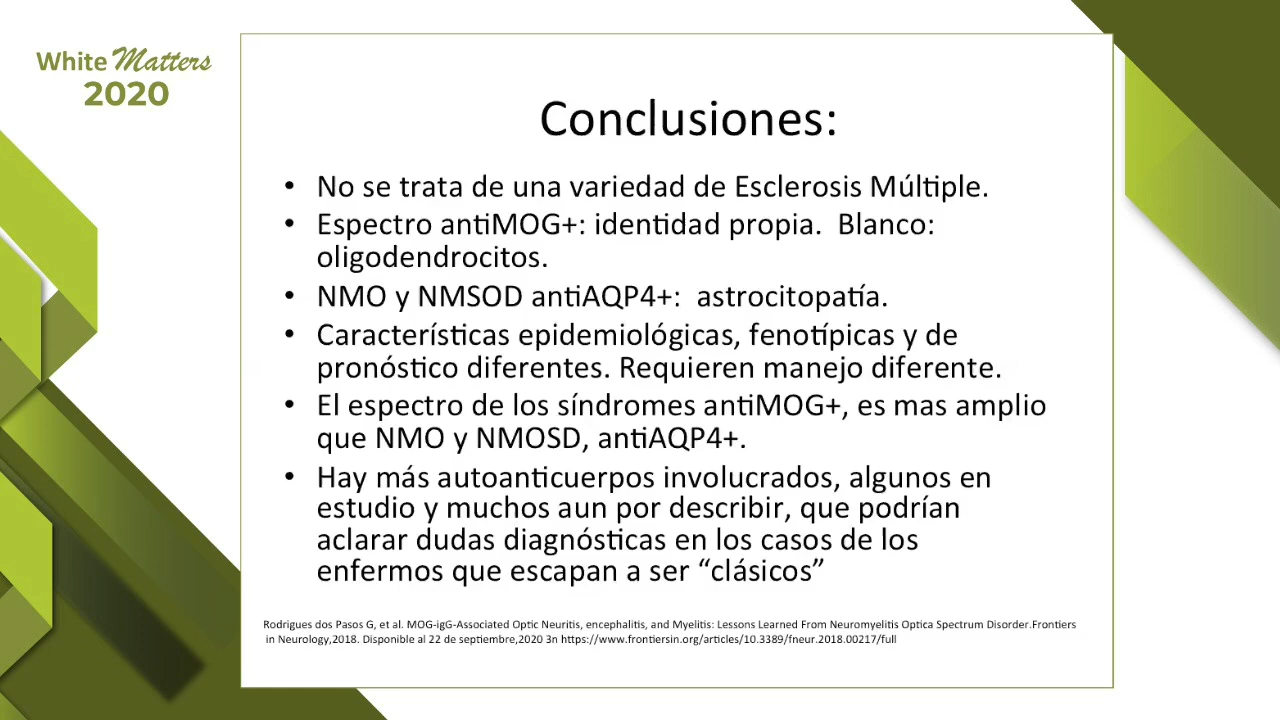 White Matters
2020
Conclusiones:
• No se trata de una variedad de Esclerosis Múltiple.
• Espectro antiMOG+: identidad propia.  Blanco:
oligodendrocitos.
• NMO y NMSOD antiAQP4+:  astrocitopatía.
• Características epidemiológicas, fenotípicas y de
pronóstico diferentes. Requieren manejo diferente.
• El espectro de los síndromes antiMOG+, es mas amplio
que NMO y NMOSD, antiAQP4+.
• Hay más autoanticuerpos involucrados, algunos en
estudio y muchos aun por describir, que podrían
aclarar dudas diagnósticas en los casos de los
enfermos que escapan a ser “clásicos”
Rodrigues dos Pasos G, et al. MOG-igG-Associated Optic Neuritis, encephalitis, and Myelitis: Lessons Learned From Neuromyelitis Optica Spectrum Disorder.Frontiers
in Neurology,2018. Disponible al 22 de septiembre,2020 3n https://www.frontiersin.org/articles/10.3389/fneur.2018.00217/full